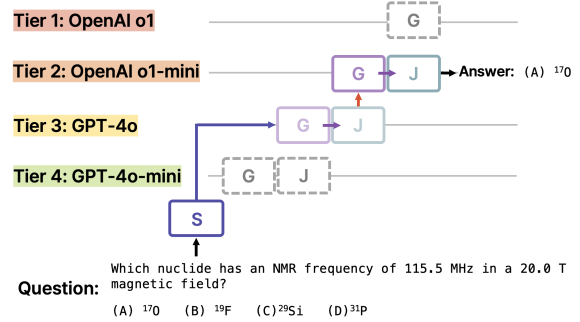 Tier 1: OpenAI o1
G
Tier 2: OpenAI o1-mini
G
J
Answer: (A) ¹⁷O
Tier 3: GPT-4o
G
J
Tier 4: GPT-4o-mini
G
J
S
Question:
Which nuclide has an NMR frequency of 115.5 MHz in a 20.0 T
magnetic field?
(A) ¹⁷O (B) ¹⁹F (C)²⁹Si (D)³¹P